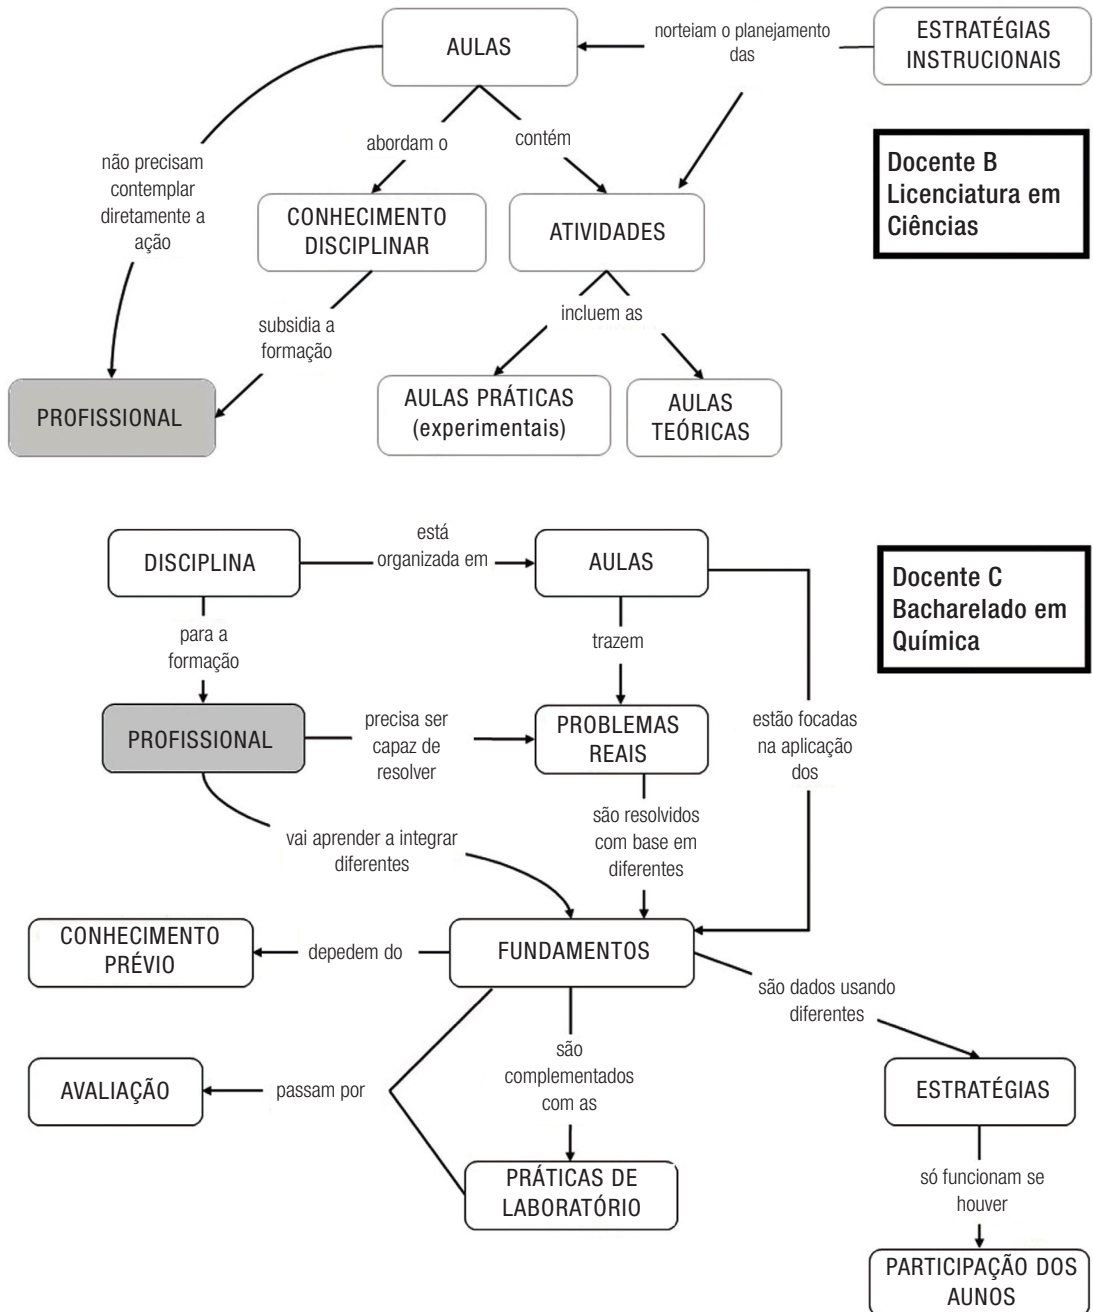 AULAS
norteiam o planejamento
das
ESTRATÉGIAS
INSTRUCIONAIS
Docente B
Licenciatura em
Ciências
não precisam
contemplar
diretamente a
ação
abordam o
contém
CONHECIMENTO
DISCIPLINAR
ATIVIDADES
subsidia a
formação
incluem as
PROFISSIONAL
AULAS PRÁTICAS
(experimentais)
AULAS
TEÓRICAS
DISCIPLINA
está
organizada em
AULAS
Docente C
Bacharelado em
Química
para a
formação
trazem
PROFISSIONAL
precisa ser
capaz de
resolver
PROBLEMAS
REAIS
estão focadas
na aplicação
dos
vai aprender a integrar
diferentes
são resolvidos
com base em
diferentes
CONHECIMENTO
PRÉVIO
depedem do
FUNDAMENTOS
são dados usando
diferentes
AVALIAÇÃO
passam por
são
complementados
com as
ESTRATÉGIAS
PRÁTICAS DE
LABORATÓRIO
só funcionam se
houver
PARTICIPAÇÃO DOS
AUNOS